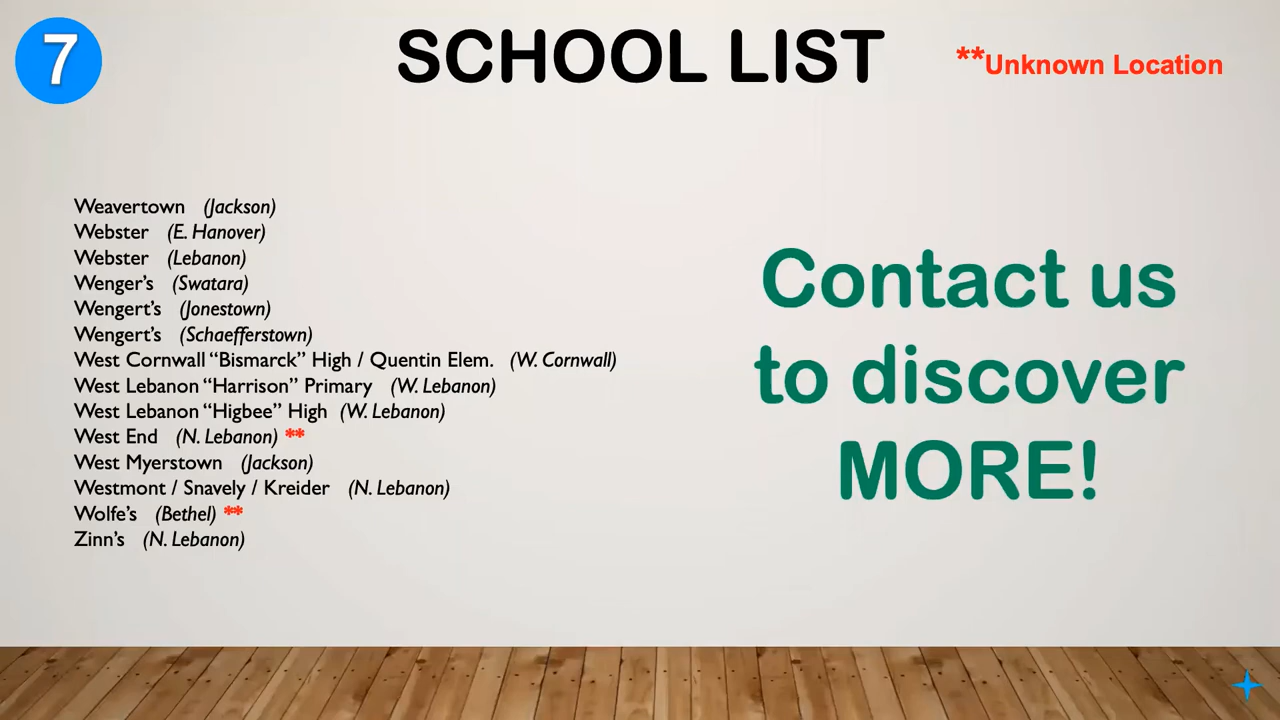 7
SCHOOL LIST
**Unknown Location
Weavertown (Jackson)
Webster (E. Hanover)
Webster (Lebanon)
Wenger’s (Swatara)
Wengert’s (Jonestown)
Wengert’s (Schaefferstown)
West Cornwall “Bismarck” High / Quentin Elem. (W. Cornwall)
West Lebanon “Harrison” Primary (W. Lebanon)
West Lebanon “Higbee” High (W. Lebanon)
West End (N. Lebanon) **
West Myerstown (Jackson)
Westmont / Snavely / Kreider (N. Lebanon)
Wolfe’s (Bethel) **
Zinn’s (N. Lebanon)
Contact us
to discover
MORE!